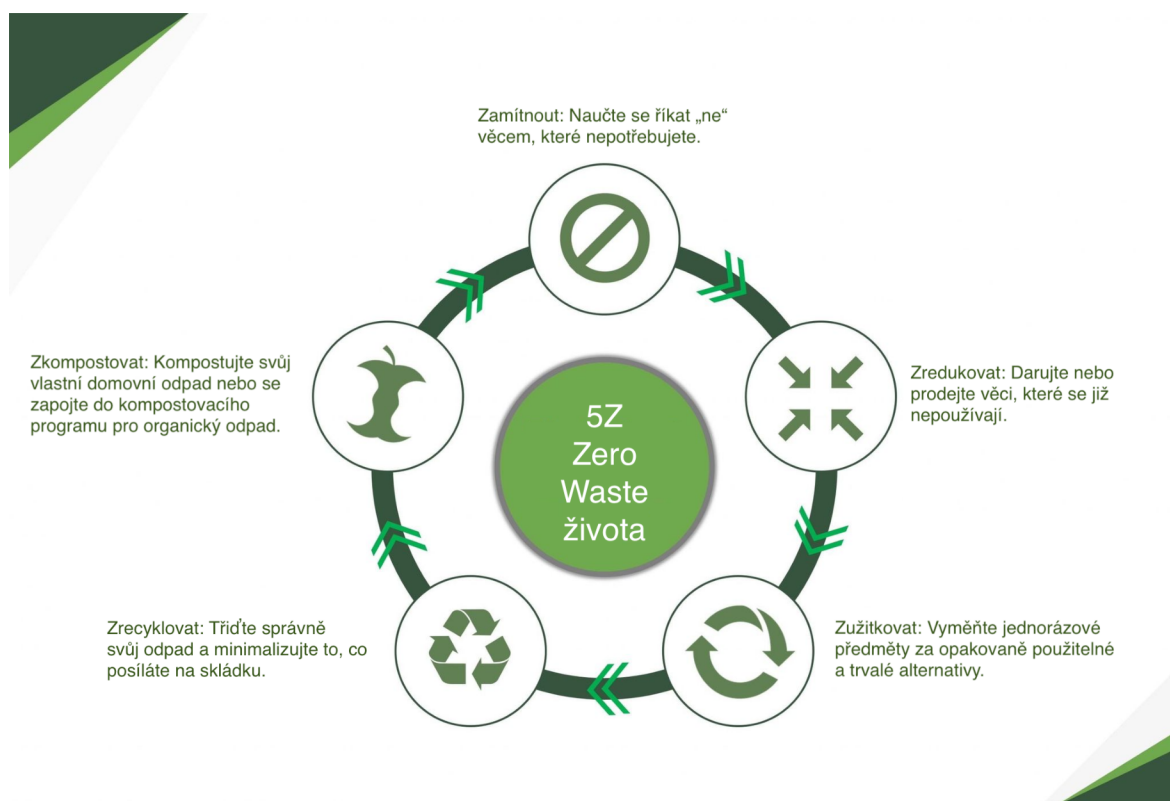 Zamítnout: Naučte se říkat „ne“
věcem, které nepotřebujete.
Zredukovat: Darujte nebo
prodejte věci, které se již
nepoužívají.
Zužitkovat: Vyměňte jednorázové
předměty za opakovaně použitelné
a trvalé alternativy.
Zrecyklovat: Třiďte správně
svůj odpad a minimalizujte to, co
posíláte na skládku.
Zkompostovat: Kompostujte svůj
vlastní domovní odpad nebo se
zapojte do kompostovacího
programu pro organický odpad.
5Z
Zero
Waste
života